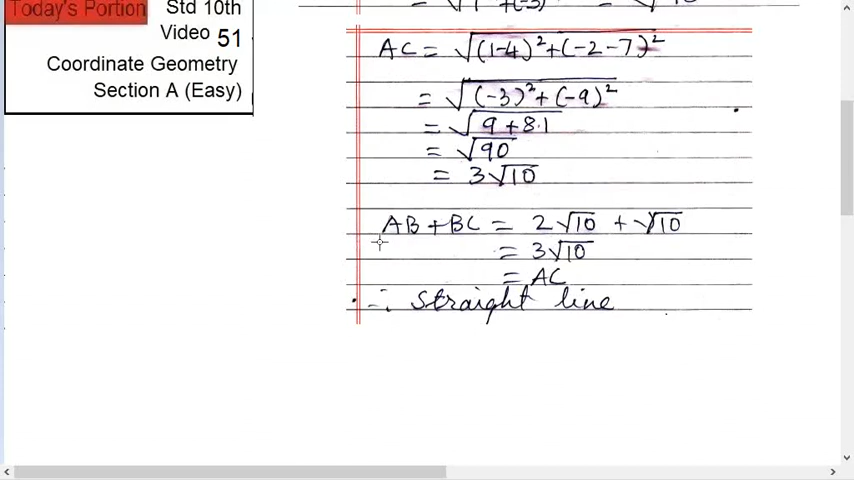 Today's Portion
Std 10th
Video 51
Coordinate Geometry
Section A (Easy)
AC = √(1-4)²+(-2-7)²
= √(-3)²+(-9)²
= √9+81
= √90
= 3√10
AB+BC = 2√10 + √10
= 3√10
= AC
∴ straight line